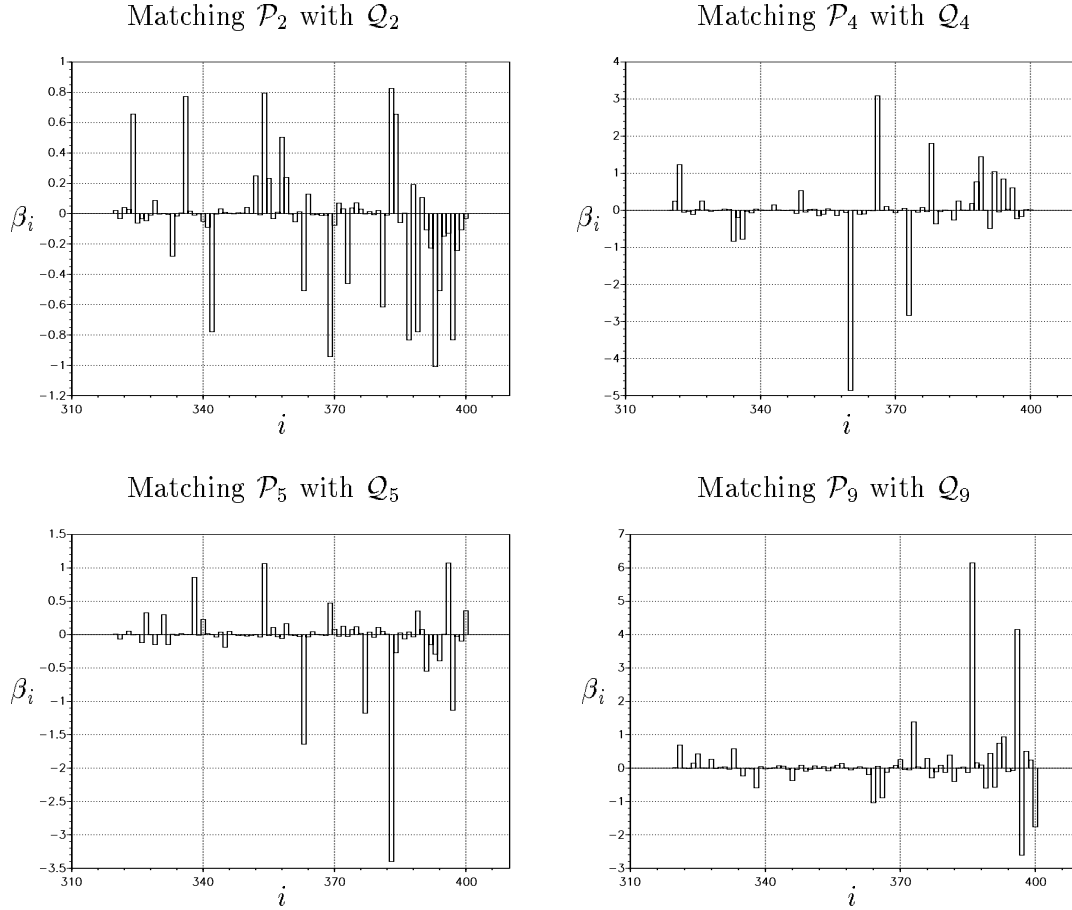 Matching 𝒫₂ with 𝒬₂
1
0.8
0.6
0.4
0.2
0
−0.2
−0.4
−0.6
−0.8
−1
−1.2
βᵢ
310 340 370 400
i
Matching 𝒫₄ with 𝒬₄
4
3
2
1
0
−1
−2
−3
−4
−5
βᵢ
310 340 370 400
i
Matching 𝒫₅ with 𝒬₅
1.5
1
0.5
0
−0.5
−1
−1.5
−2
−2.5
−3
−3.5
βᵢ
310 340 370 400
i
Matching 𝒫₉ with 𝒬₉
7
6
5
4
3
2
1
0
−1
−2
−3
βᵢ
310 340 370 400
i